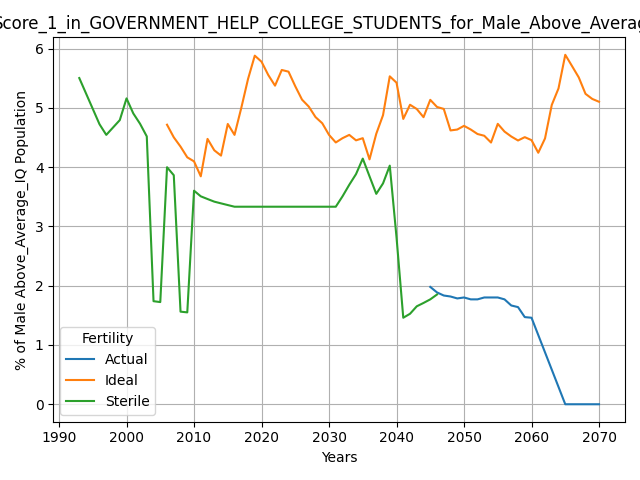 Score_1_in_GOVERNMENT_HELP_COLLEGE_STUDENTS_for_Male_Above_Averag
% of Male Above_Average_IQ Population
6
5
4
3
2
1
0
Fertility
Actual
Ideal
Sterile
1990 2000 2010 2020 2030 2040 2050 2060 2070
Years